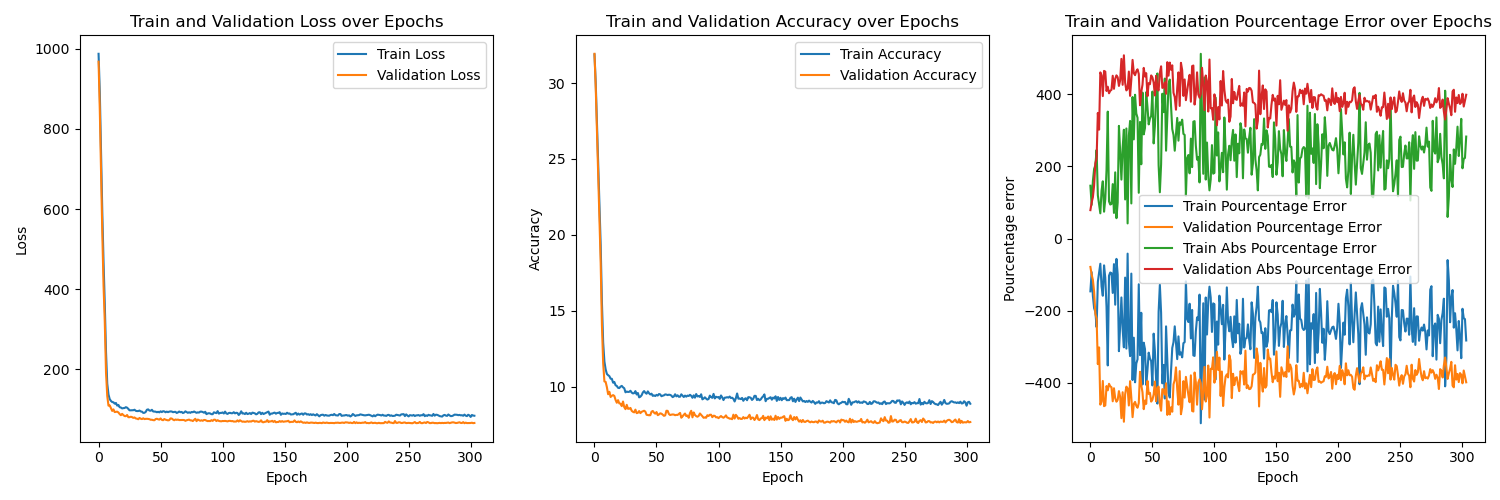 Train and Validation Loss over Epochs
Loss
1000
800
600
400
200
0
50
100
150
200
250
300
Epoch
Train Loss
Validation Loss
Train and Validation Accuracy over Epochs
Accuracy
30
25
20
15
10
0
50
100
150
200
250
300
Epoch
Train Accuracy
Validation Accuracy
Train and Validation Pourcentage Error over Epochs
Pourcentage error
400
200
0
−200
−400
0
50
100
150
200
250
300
Epoch
Train Pourcentage Error
Validation Pourcentage Error
Train Abs Pourcentage Error
Validation Abs Pourcentage Error